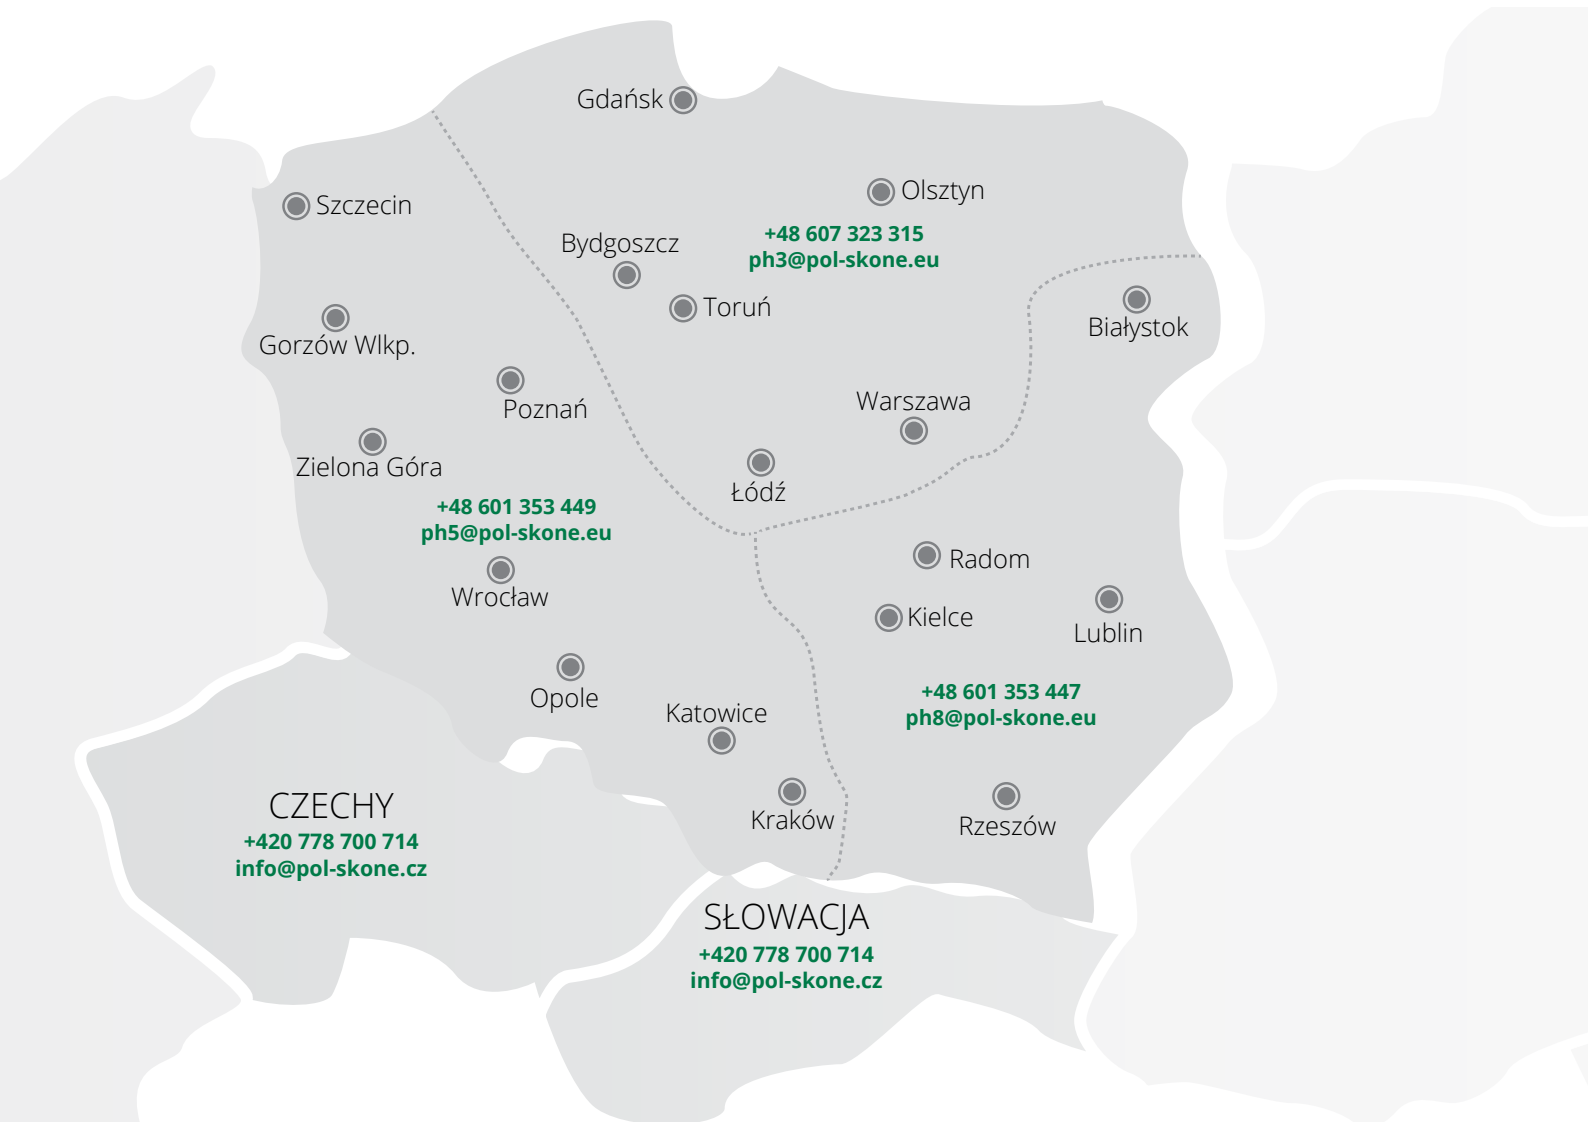 Gdańsk
Olsztyn
Szczecin
+48 607 323 315
ph3@pol-skone.eu
Bydgoszcz
Toruń
Białystok
Gorzów Wlkp.
Poznań
Warszawa
Zielona Góra
Łódź
+48 601 353 449
ph5@pol-skone.eu
Radom
Wrocław
Kielce
Lublin
Opole
+48 601 353 447
ph8@pol-skone.eu
Katowice
Kraków
Rzeszów
CZECHY
+420 778 700 714
info@pol-skone.cz
SŁOWACJA
+420 778 700 714
info@pol-skone.cz